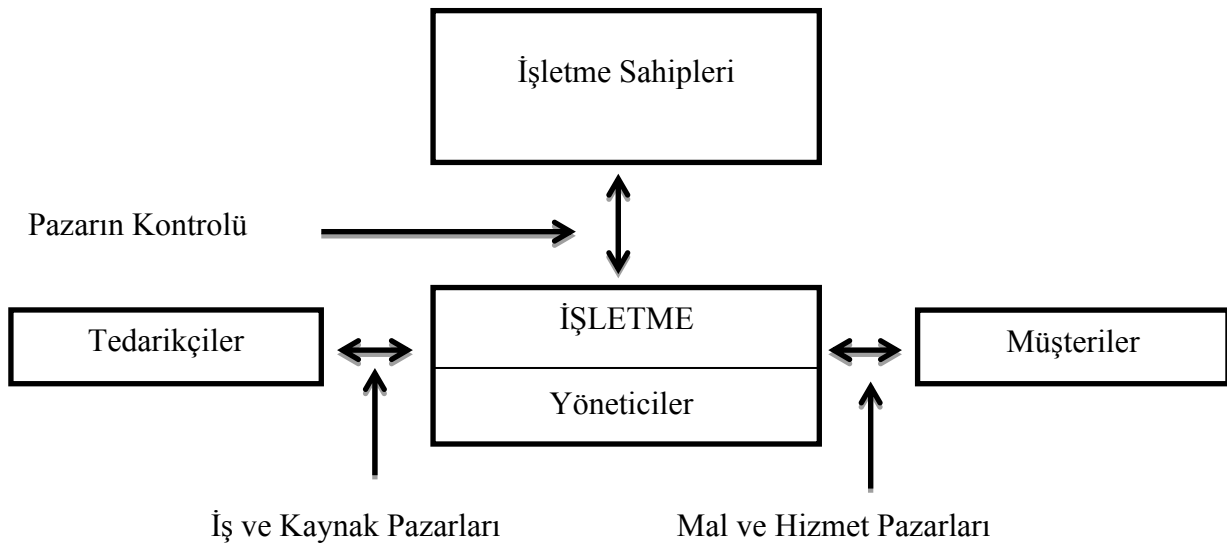 İşletme Sahipleri
Pazarın Kontrolü
İŞLETME
Tedarikçiler
Müşteriler
Yöneticiler
İş ve Kaynak Pazarları
Mal ve Hizmet Pazarları